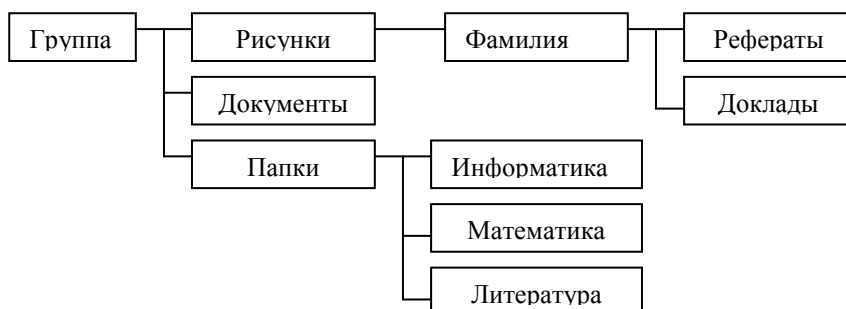 Группа Рисунки Фамилия Рефераты
Документы Доклады
Папки Информатика
Математика
Литература